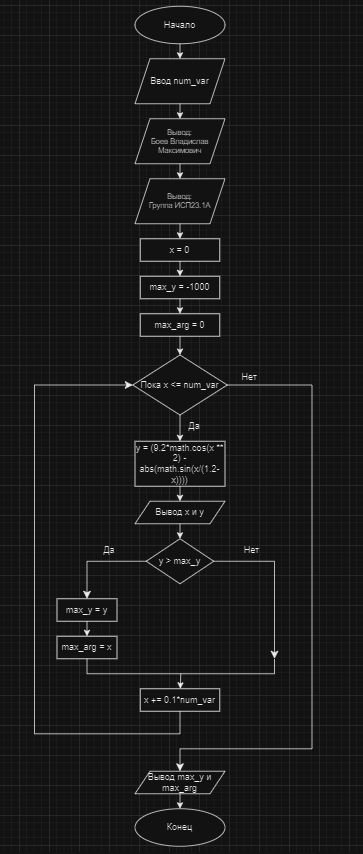 Начало
Ввод num_var
Вывод:
Боев Владислав
Максимович
Вывод:
Группа ИСП23.1А
x = 0
max_y = -1000
max_arg = 0
Пока x <= num_var
Нет
Да
y = (9.2*math.cos(x **
2) -
abs(math.sin(x/(1.2-
x))))
Вывод x и y
Да
y > max_y
Нет
max_y = y
max_arg = x
x += 0.1*num_var
Вывод max_y и
max_arg
Конец